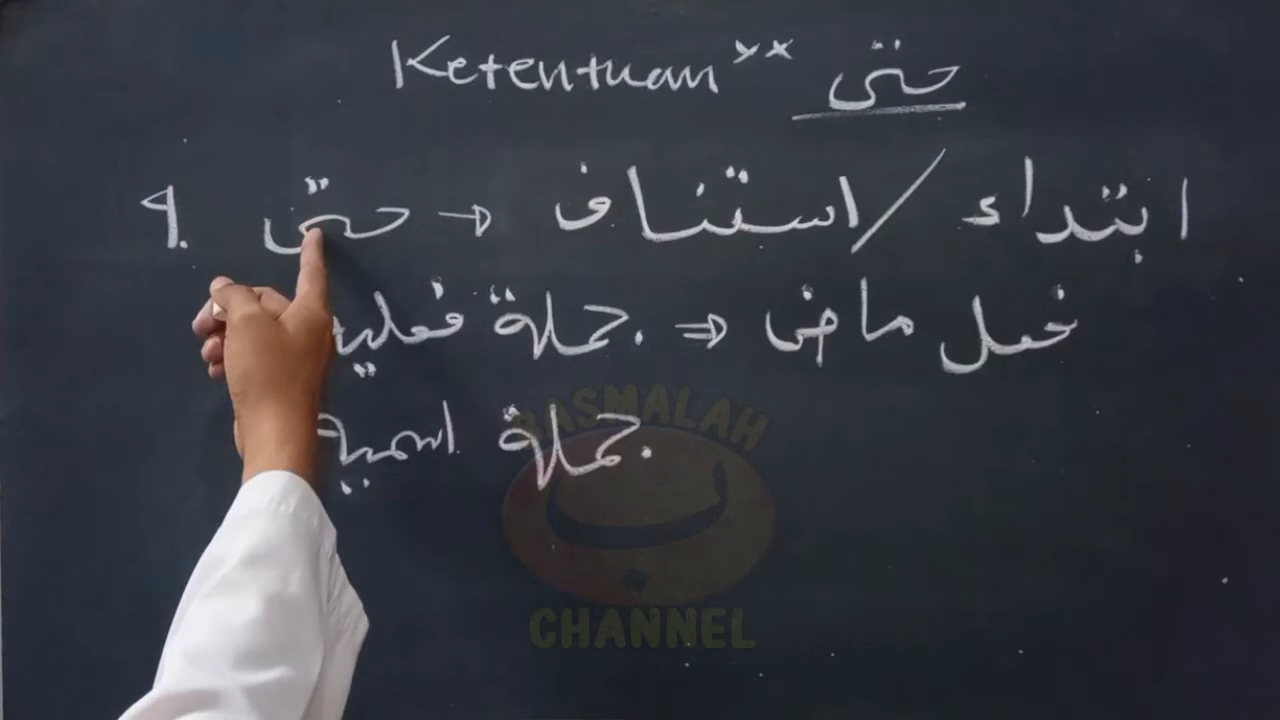 Ketentuan ×× حتى
٩. حتى → ابتداء / استئناف
جملة فعلية ⇒ فعل ماض
جملة اسمية
BASMALAH
ب
CHANNEL